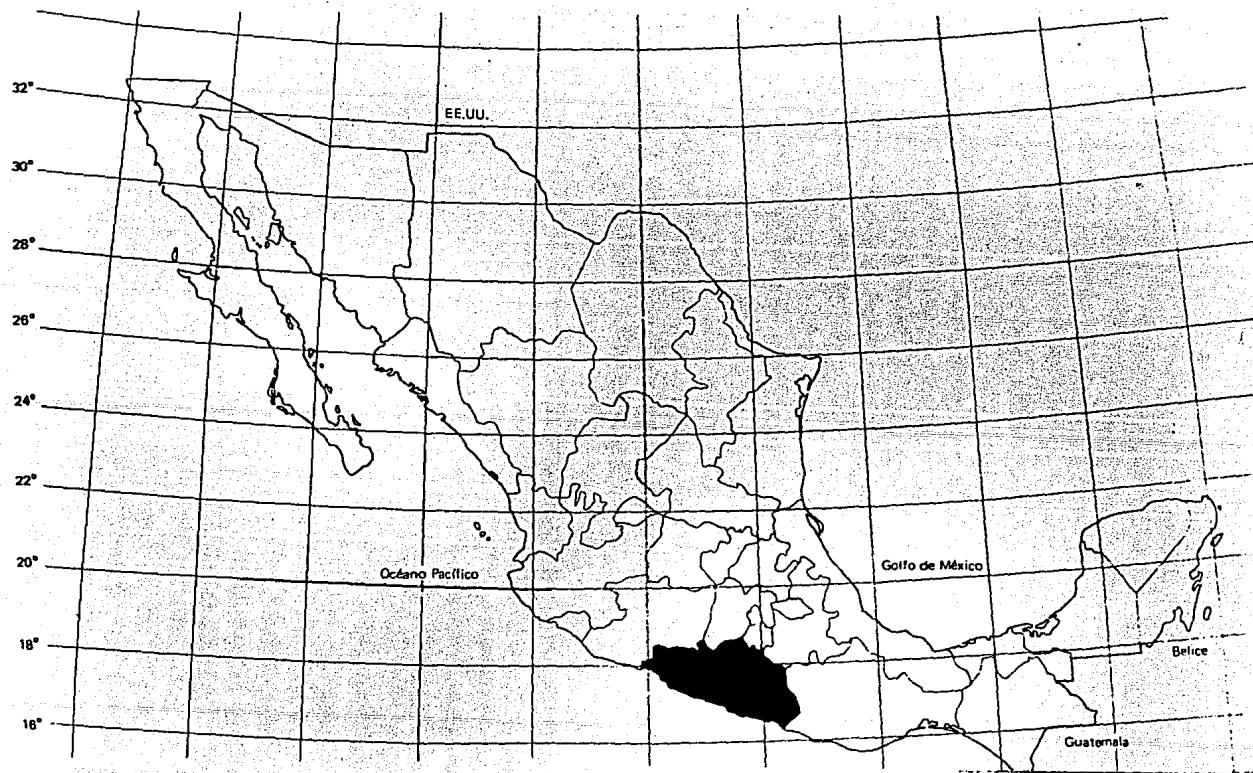 32°
EE.UU.
30°
28°
26°
24°
22°
20°
Océano Pacífico
Golfo de México
18°
Belice
16°
Guatemala